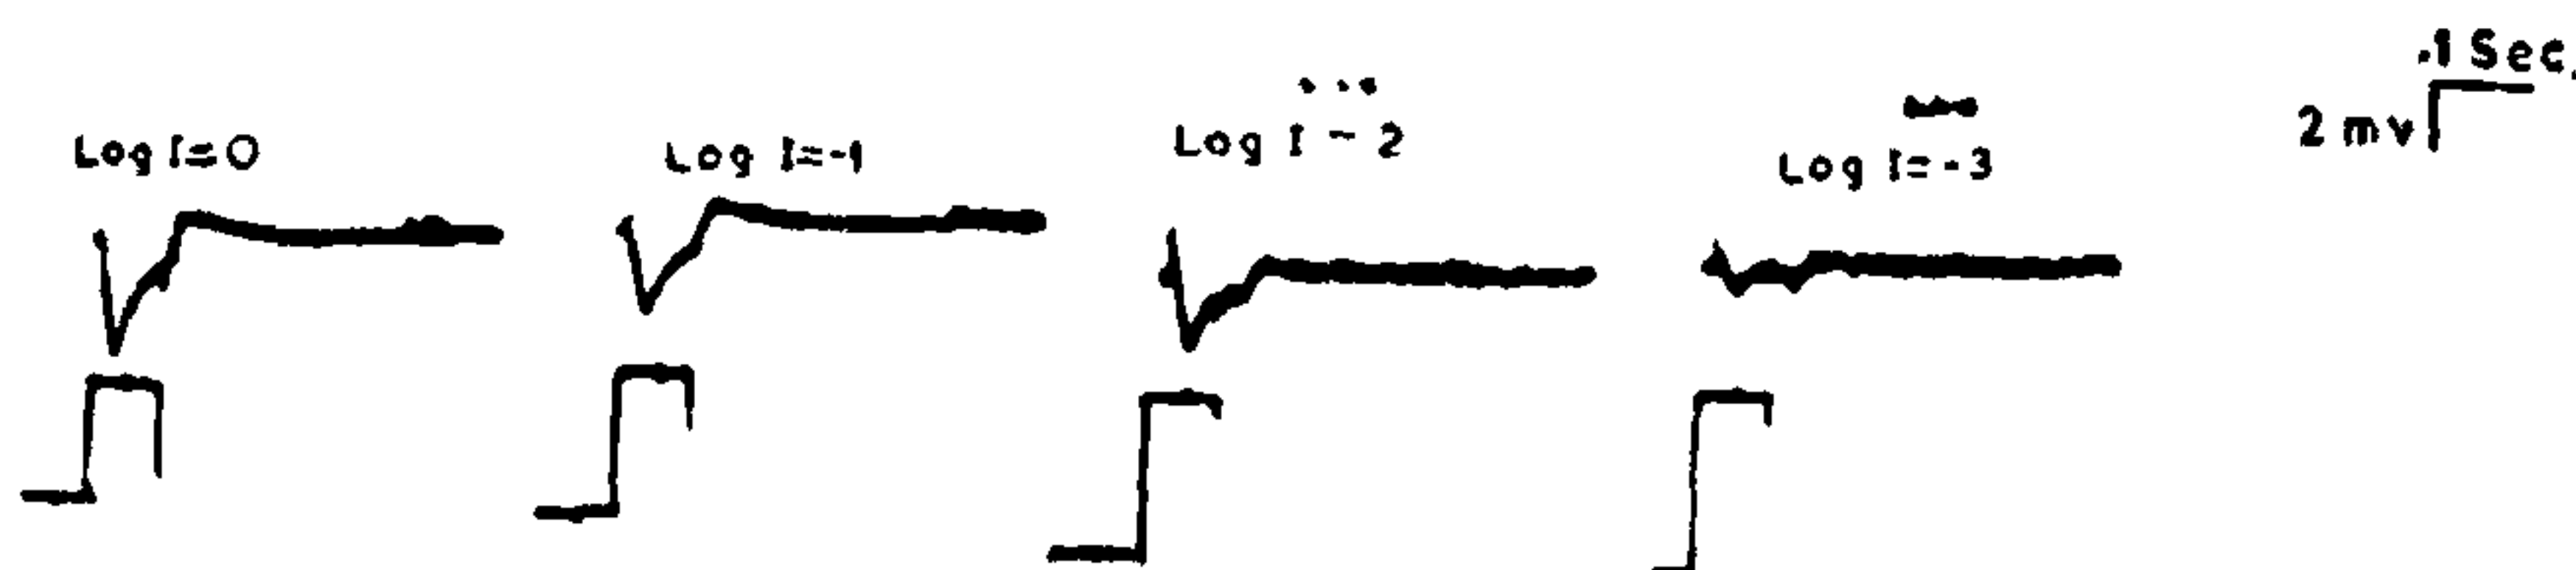 Log I=0
Log I=-1
Log I - 2
Log I=-3
.1 Sec.
2 mv